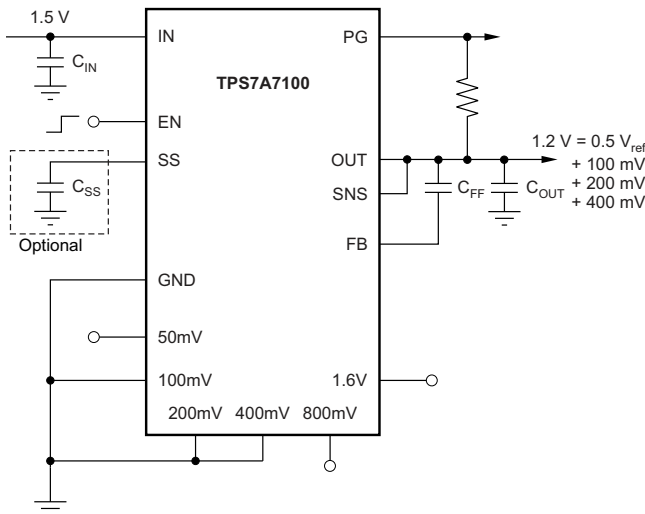 1.5 V
IN
PG
C_IN
TPS7A7100
EN
SS
OUT
1.2 V = 0.5 V_ref
+ 100 mV
+ 200 mV
+ 400 mV
C_SS
SNS
C_FF
C_OUT
Optional
FB
GND
50mV
100mV
1.6V
200mV 400mV 800mV